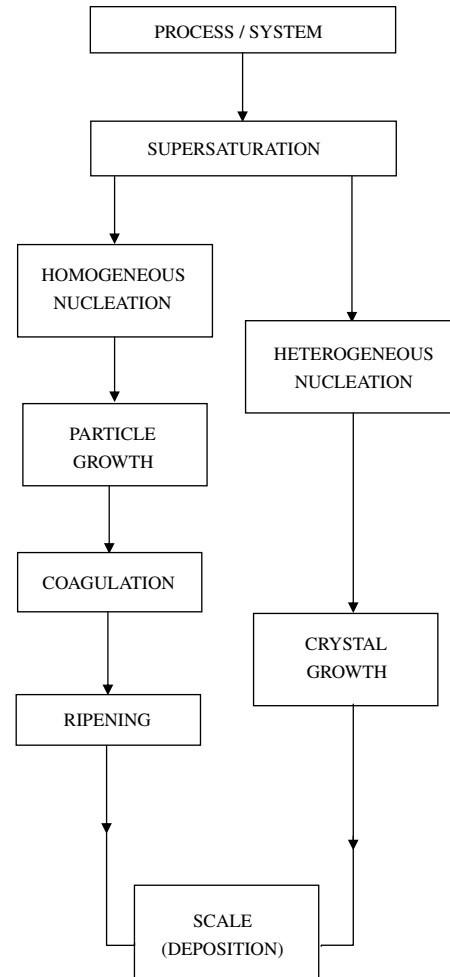 PROCESS / SYSTEM
SUPERSATURATION
HOMOGENEOUS
NUCLEATION
HETEROGENEOUS
NUCLEATION
PARTICLE
GROWTH
COAGULATION
CRYSTAL
GROWTH
RIPENING
SCALE
(DEPOSITION)